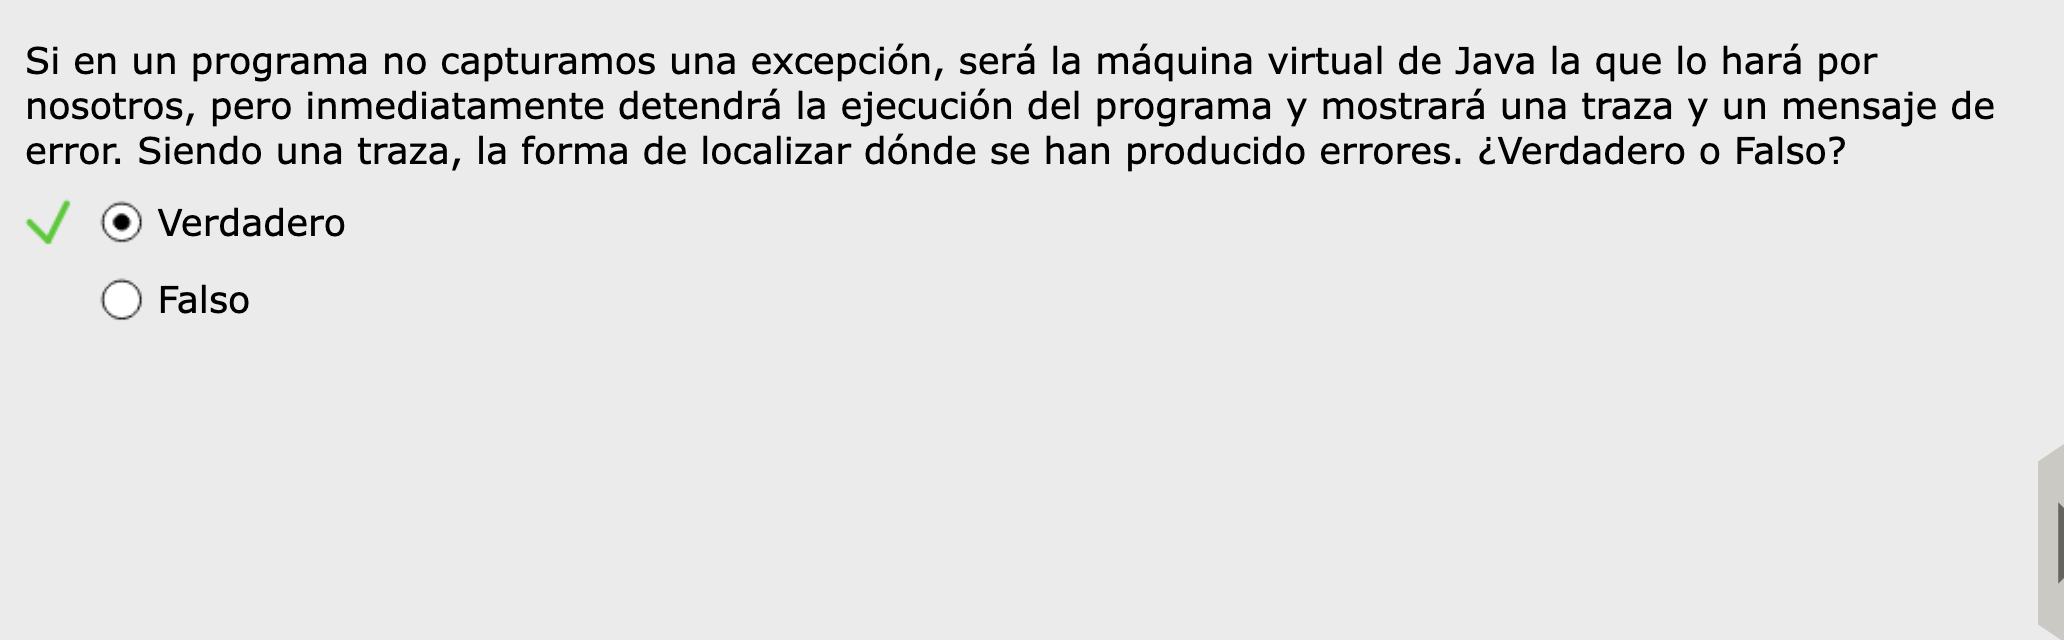 Si en un programa no capturamos una excepción, será la máquina virtual de Java la que lo hará por
nosotros, pero inmediatamente detendrá la ejecución del programa y mostrará una traza y un mensaje de
error. Siendo una traza, la forma de localizar dónde se han producido errores. ¿Verdadero o Falso?
Verdadero
Falso